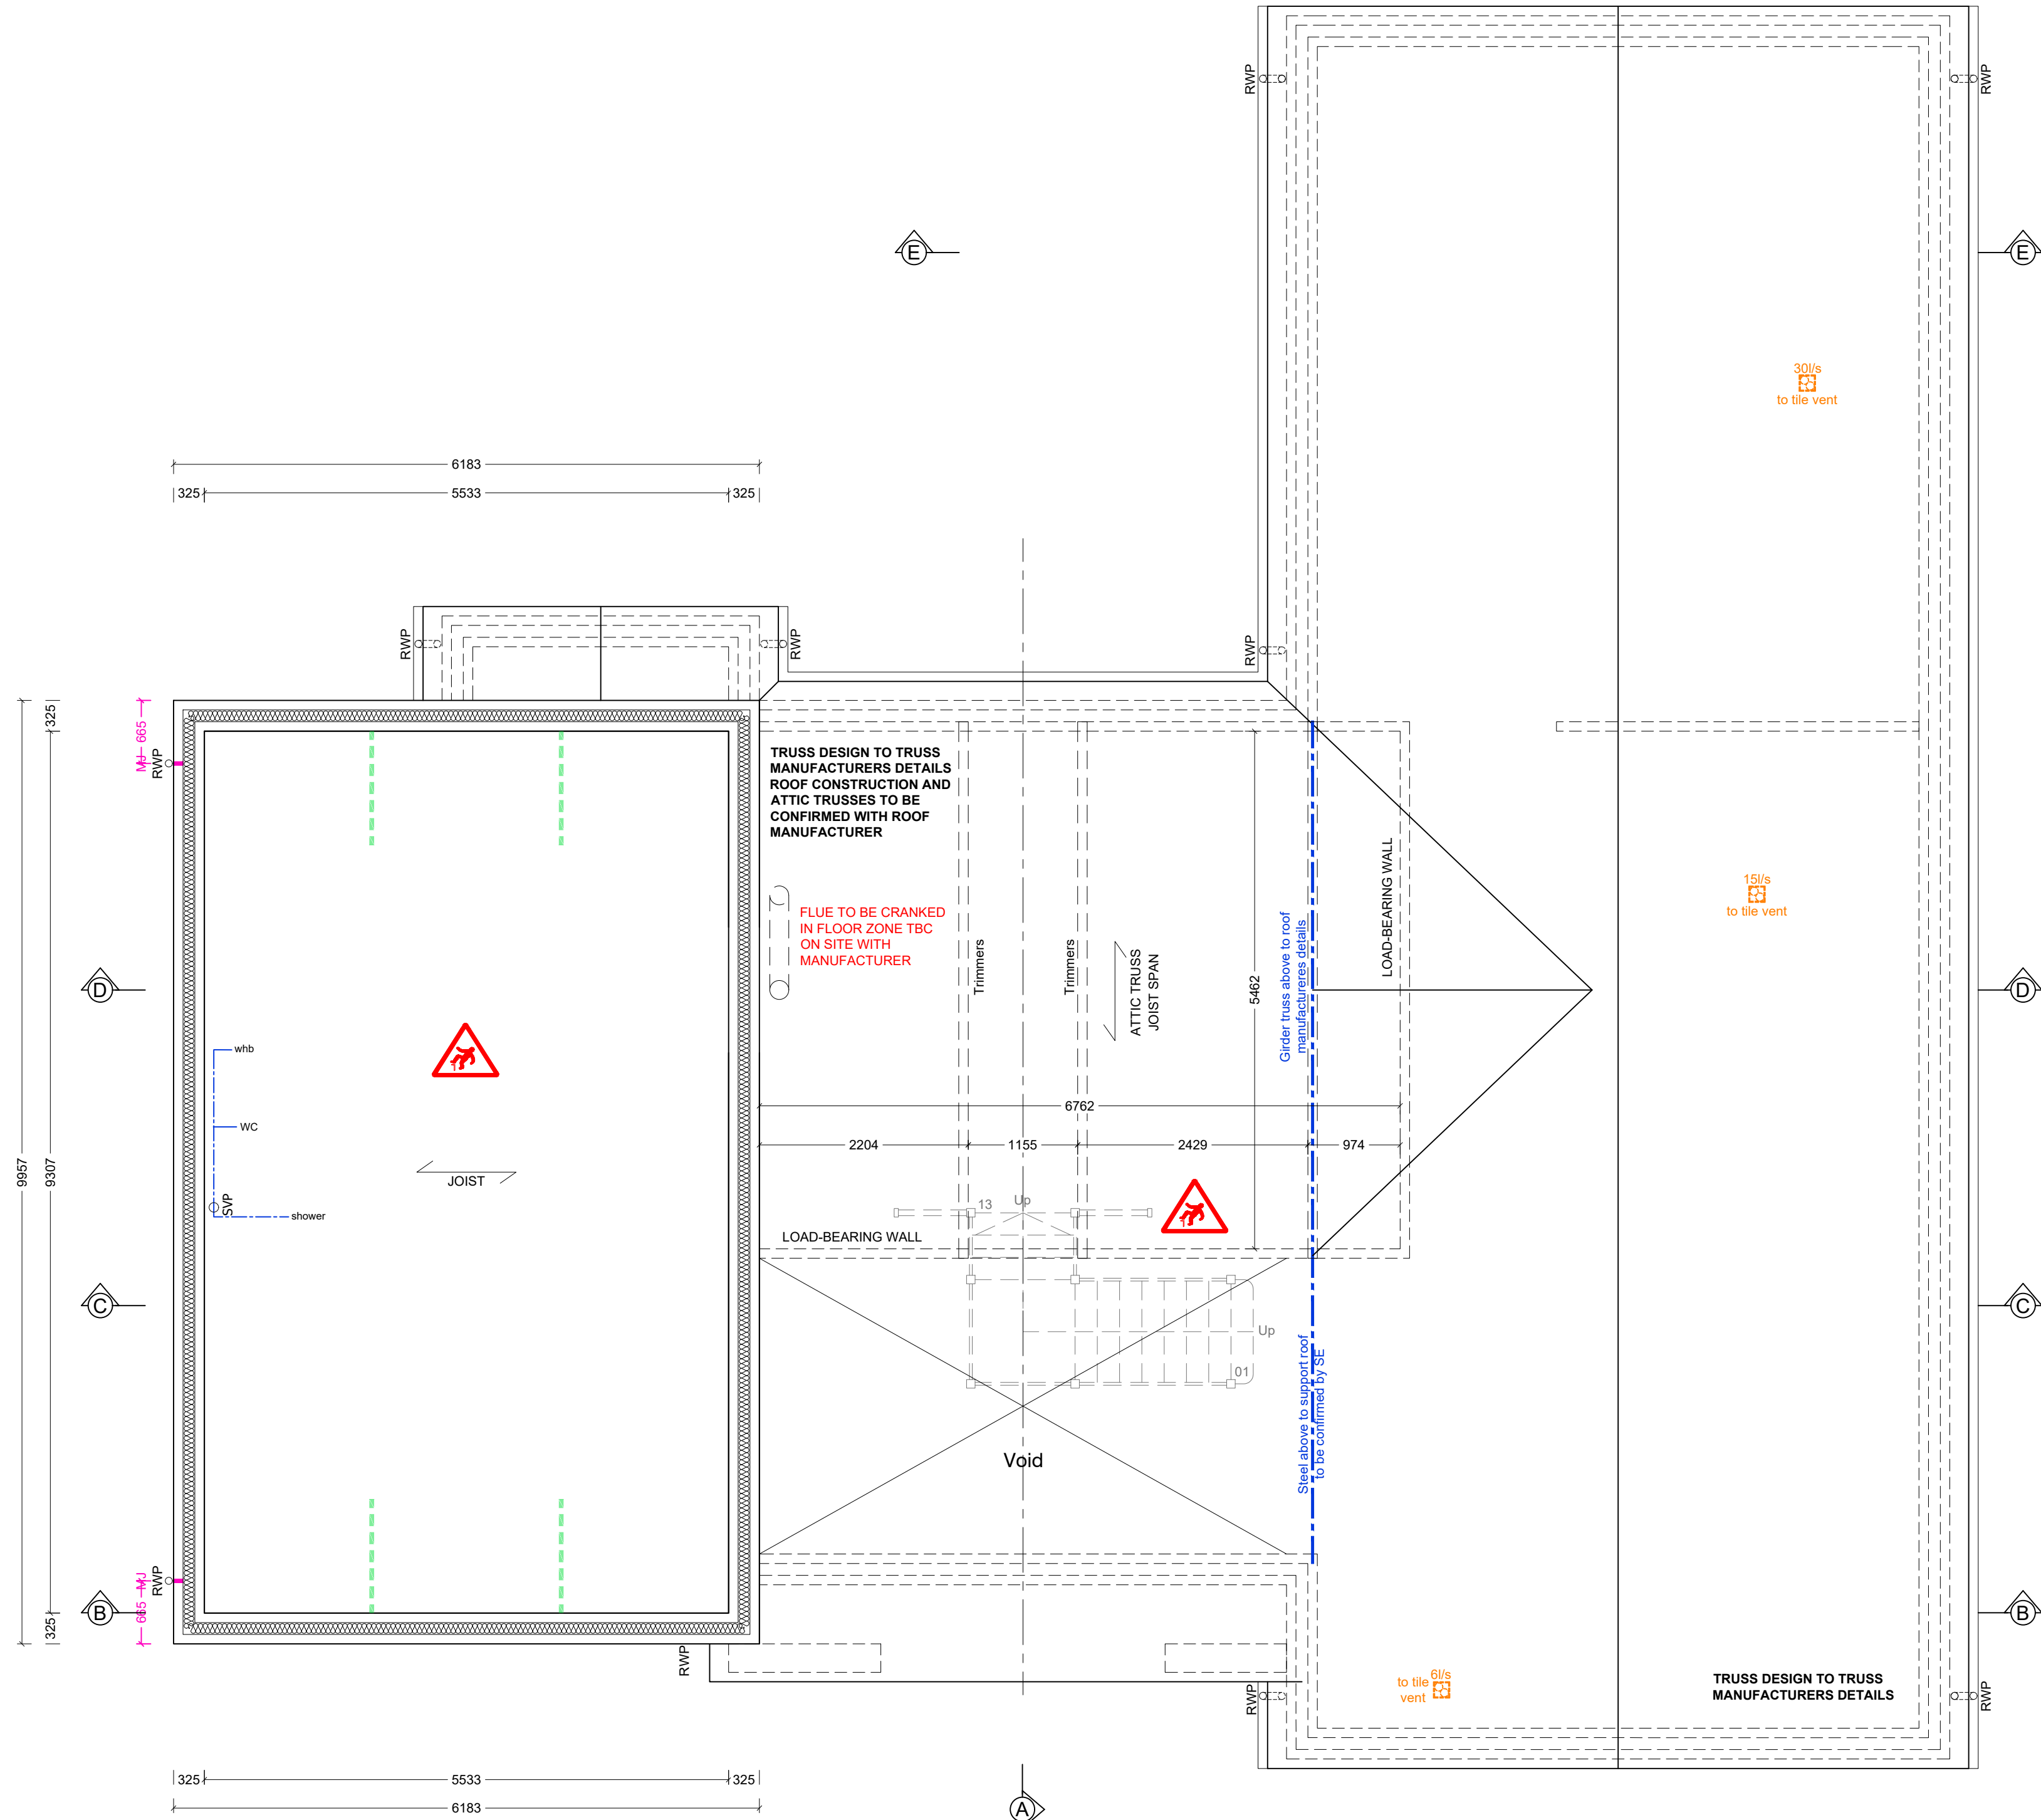 RWP
RWP
E
E
30l/s
to tile vent
6183
325
5533
325
RWP
RWP
RWP
325
665
MJ
RWP
TRUSS DESIGN TO TRUSS
MANUFACTURERS DETAILS
ROOF CONSTRUCTION AND
ATTIC TRUSSES TO BE
CONFIRMED WITH ROOF
MANUFACTURER
15l/s
to tile vent
FLUE TO BE CRANKED
IN FLOOR ZONE TBC
ON SITE WITH
MANUFACTURER
Trimmers
Trimmers
ATTIC TRUSS
JOIST SPAN
5462
Girder truss above to roof
manufactureres details
LOAD-BEARING WALL
D
D
whb
WC
SVP
shower
JOIST
9957
9307
6762
2204
1155
2429
974
13
Up
LOAD-BEARING WALL
C
C
Up
01
Steel above to support roof
to be confirmed by SE
Void
RWP
MJ
665
325
B
B
RWP
to tile
vent
6l/s
TRUSS DESIGN TO TRUSS
MANUFACTURERS DETAILS
RWP
RWP
325
5533
325
6183
A